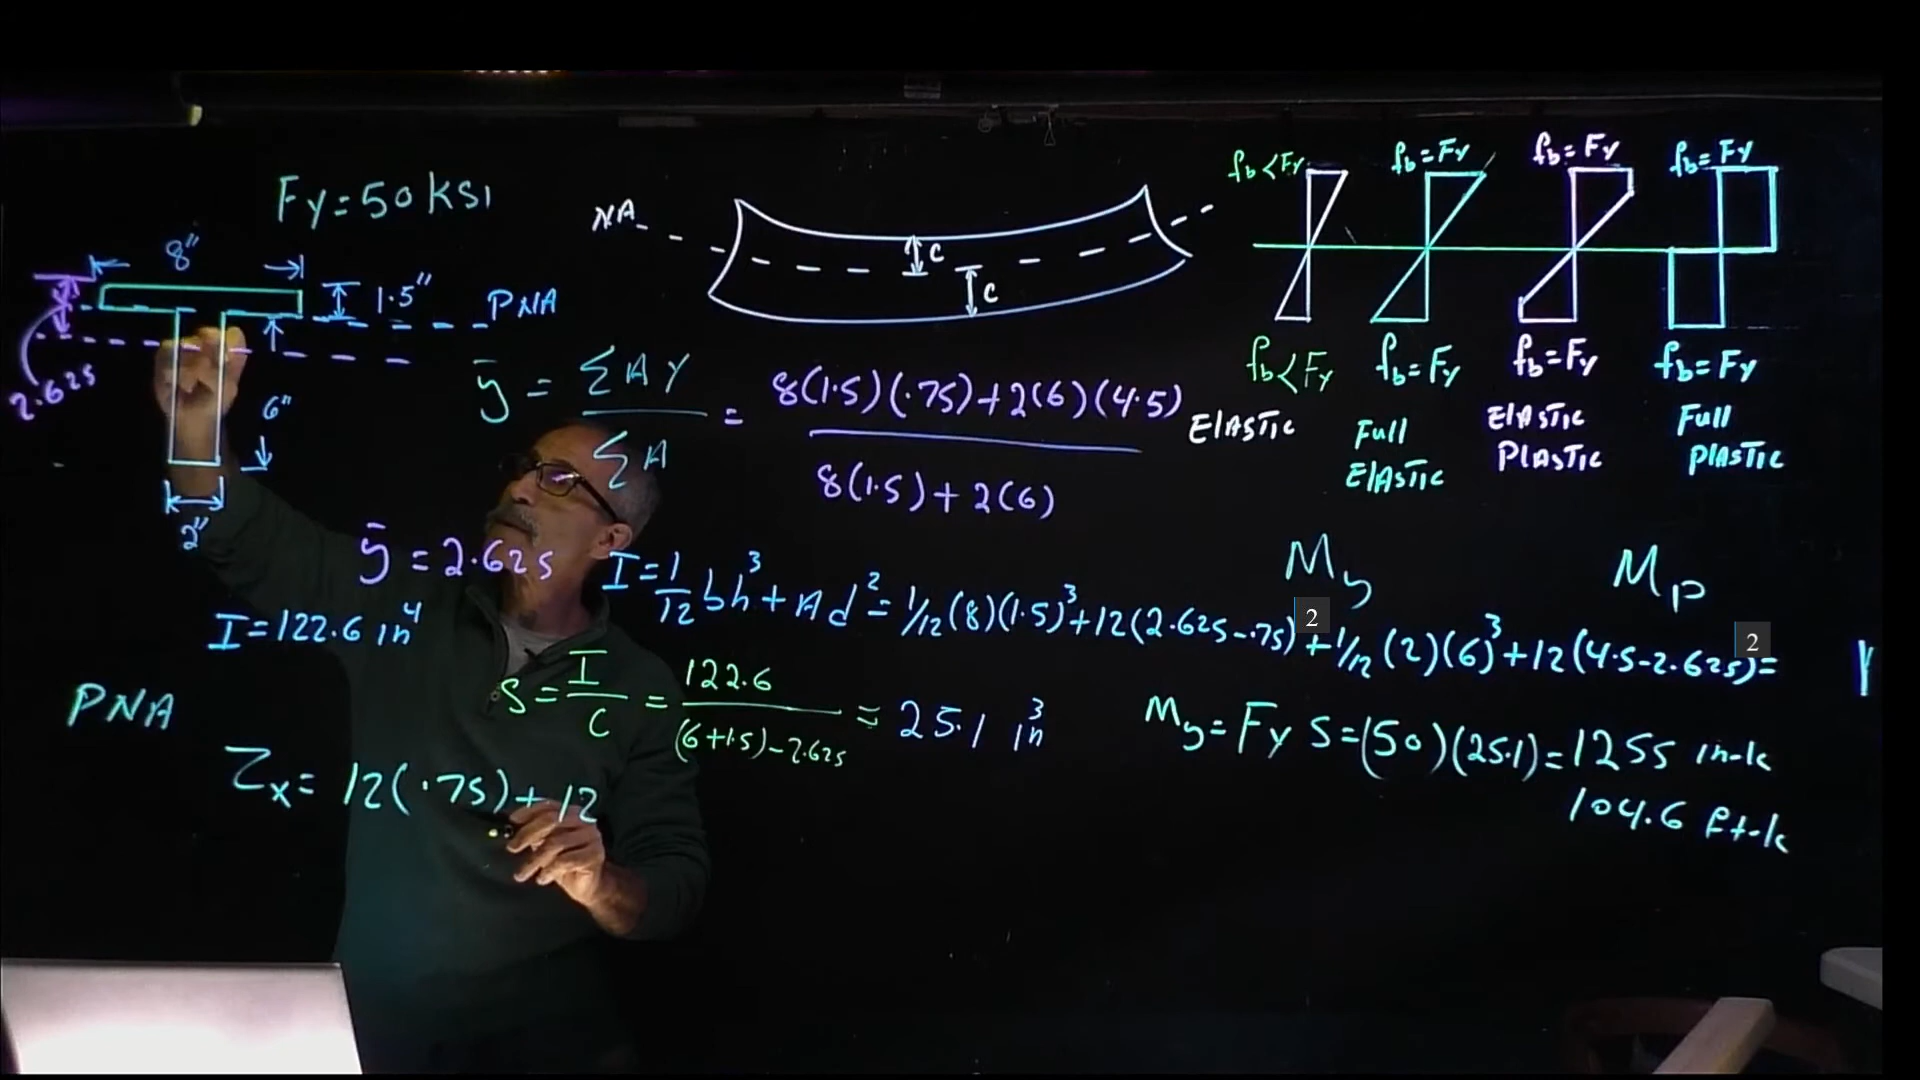 Fy=50 KSI
8"
1.5"
PNA
2.625
6"
2"
NA
c
c
fb<Fy
fb=Fy
fb=Fy
fb=Fy
fb<Fy
fb=Fy
fb=Fy
fb=Fy
ElASTIC
Full
ElASTIC
ElASTIC
PlASTIC
Full
PlASTIC
ȳ = ΣAy / ΣA = 8(1.5)(.75)+2(6)(4.5) / 8(1.5)+2(6)
ȳ = 2.625
My
Mp
I=1/12 bh³+Ad²=1/12(8)(1.5)³+12(2.625-.75)2+1/12(2)(6)³+12(4.5-2.625)2=
I=122.6 in⁴
S=I/C = 122.6 / (6+1.5)-2.625 = 25.1 in³
My=Fy S=(50)(25.1)=1255 in-k
104.6 ft-k
PNA
Zx= 12(.75)+12